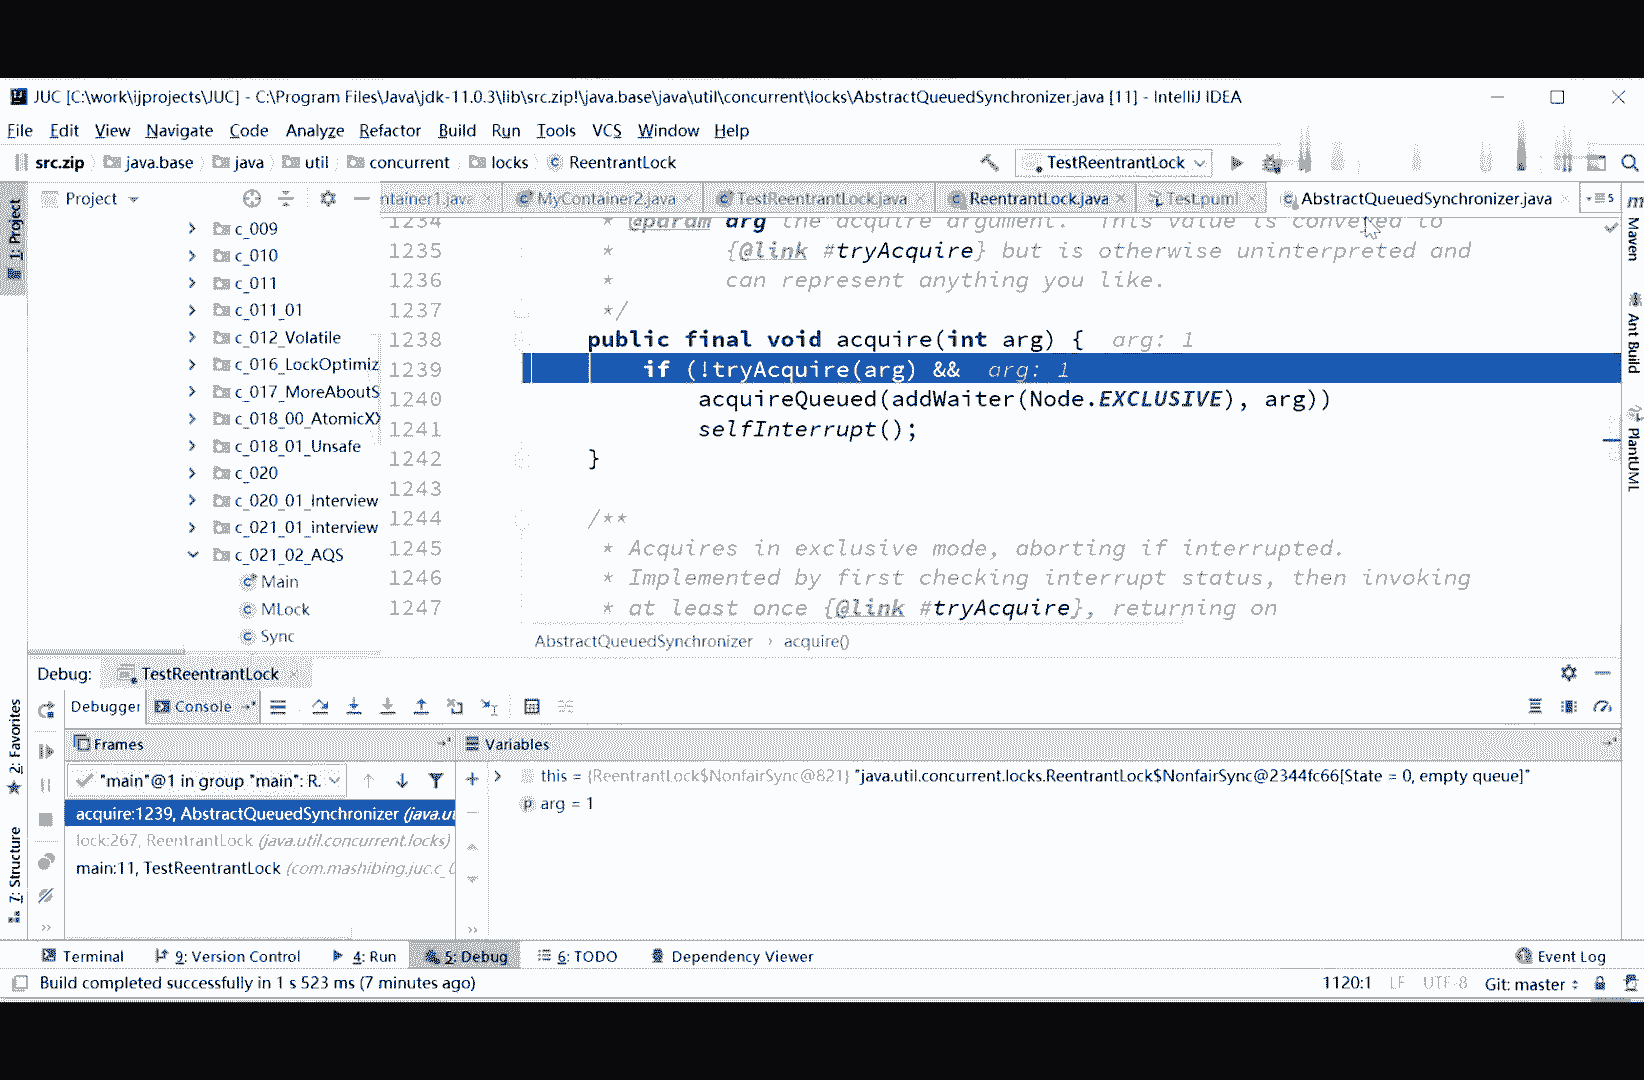 JUC [C:\work\ijprojects\JUC] - C:\Program Files\Java\jdk-11.0.3\lib\src.zip!\java.base\java\util\concurrent\locks\AbstractQueuedSynchronizer.java [11] - IntelliJ IDEA
File Edit View Navigate Code Analyze Refactor Build Run Tools VCS Window Help
src.zip java.base java util concurrent locks ReentrantLock TestReentrantLock
Project ntainer1.java MyContainer2.java TestReentrantLock.java ReentrantLock.java Test.puml AbstractQueuedSynchronizer.java 5
1: Project
2: Favorites
7: Structure
Maven
Ant Build
PlantUML
c_009
c_010
c_011
c_011_01
c_012_Volatile
c_016_LockOptimiz
c_017_MoreAboutS
c_018_00_AtomicXX
c_018_01_Unsafe
c_020
c_020_01_Interview
c_021_01_interview
c_021_02_AQS
Main
MLock
Sync
1234 * @param arg the acquire argument. This value is conveyed to
1235 * {@link #tryAcquire} but is otherwise uninterpreted and
1236 * can represent anything you like.
1237 */
1238 public final void acquire(int arg) { arg: 1
1239 if (!tryAcquire(arg) && arg: 1
1240 acquireQueued(addWaiter(Node.EXCLUSIVE), arg))
1241 selfInterrupt();
1242 }
1243
1244 /**
1245 * Acquires in exclusive mode, aborting if interrupted.
1246 * Implemented by first checking interrupt status, then invoking
1247 * at least once {@link #tryAcquire}, returning on
AbstractQueuedSynchronizer › acquire()
Debug: TestReentrantLock
Debugger Console
Frames
"main"@1 in group "main": R.
acquire:1239, AbstractQueuedSynchronizer (java.ut
lock:267, ReentrantLock (java.util.concurrent.locks)
main:11, TestReentrantLock (com.mashibing.juc.c_0
Variables
this = {ReentrantLock$NonfairSync@821} "java.util.concurrent.locks.ReentrantLock$NonfairSync@2344fc66[State = 0, empty queue]"
arg = 1
Terminal 9: Version Control 4: Run 5: Debug 6: TODO Dependency Viewer Event Log
Build completed successfully in 1 s 523 ms (7 minutes ago) 1120:1 LF UTF-8 Git: master